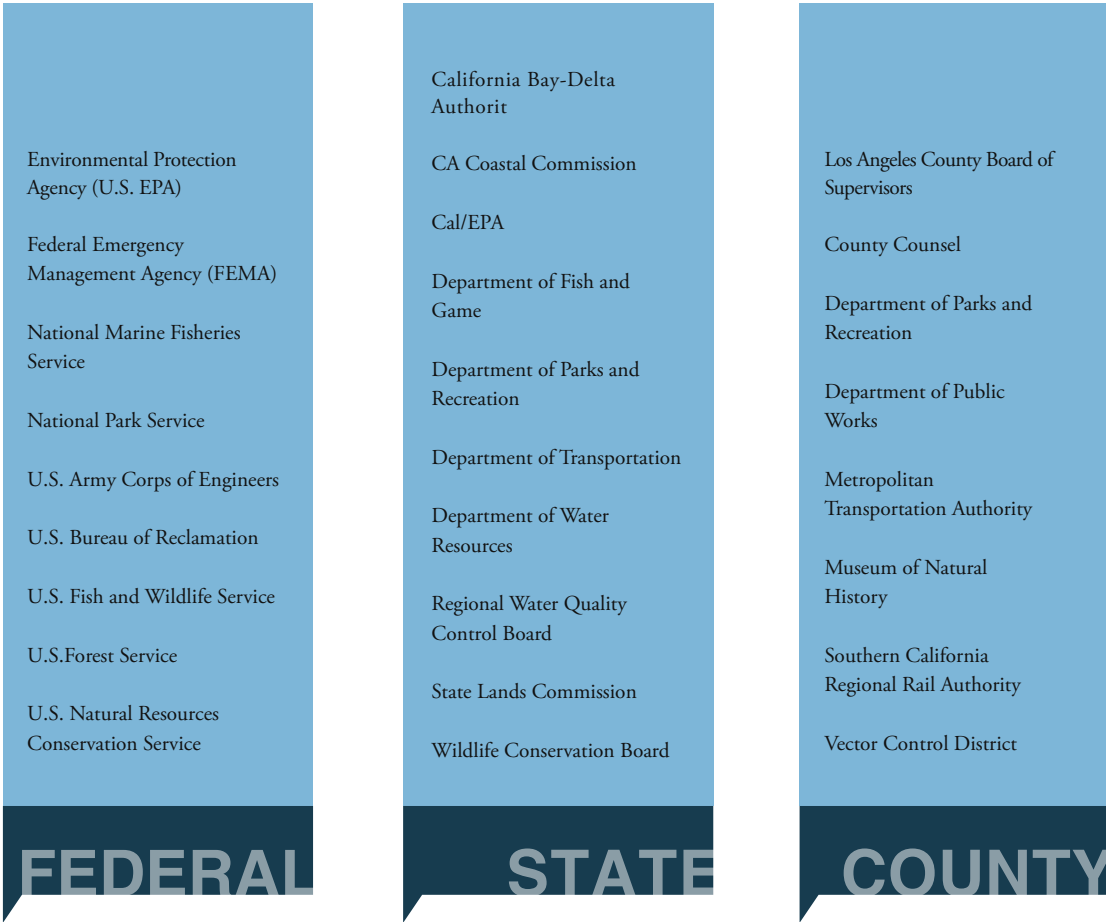 Environmental Protection
Agency (U.S. EPA)
Federal Emergency
Management Agency (FEMA)
National Marine Fisheries
Service
National Park Service
U.S. Army Corps of Engineers
U.S. Bureau of Reclamation
U.S. Fish and Wildlife Service
U.S.Forest Service
U.S. Natural Resources
Conservation Service
FEDERAL
California Bay-Delta
Authorit
CA Coastal Commission
Cal/EPA
Department of Fish and
Game
Department of Parks and
Recreation
Department of Transportation
Department of Water
Resources
Regional Water Quality
Control Board
State Lands Commission
Wildlife Conservation Board
STATE
Los Angeles County Board of
Supervisors
County Counsel
Department of Parks and
Recreation
Department of Public
Works
Metropolitan
Transportation Authority
Museum of Natural
History
Southern California
Regional Rail Authority
Vector Control District
COUNTY